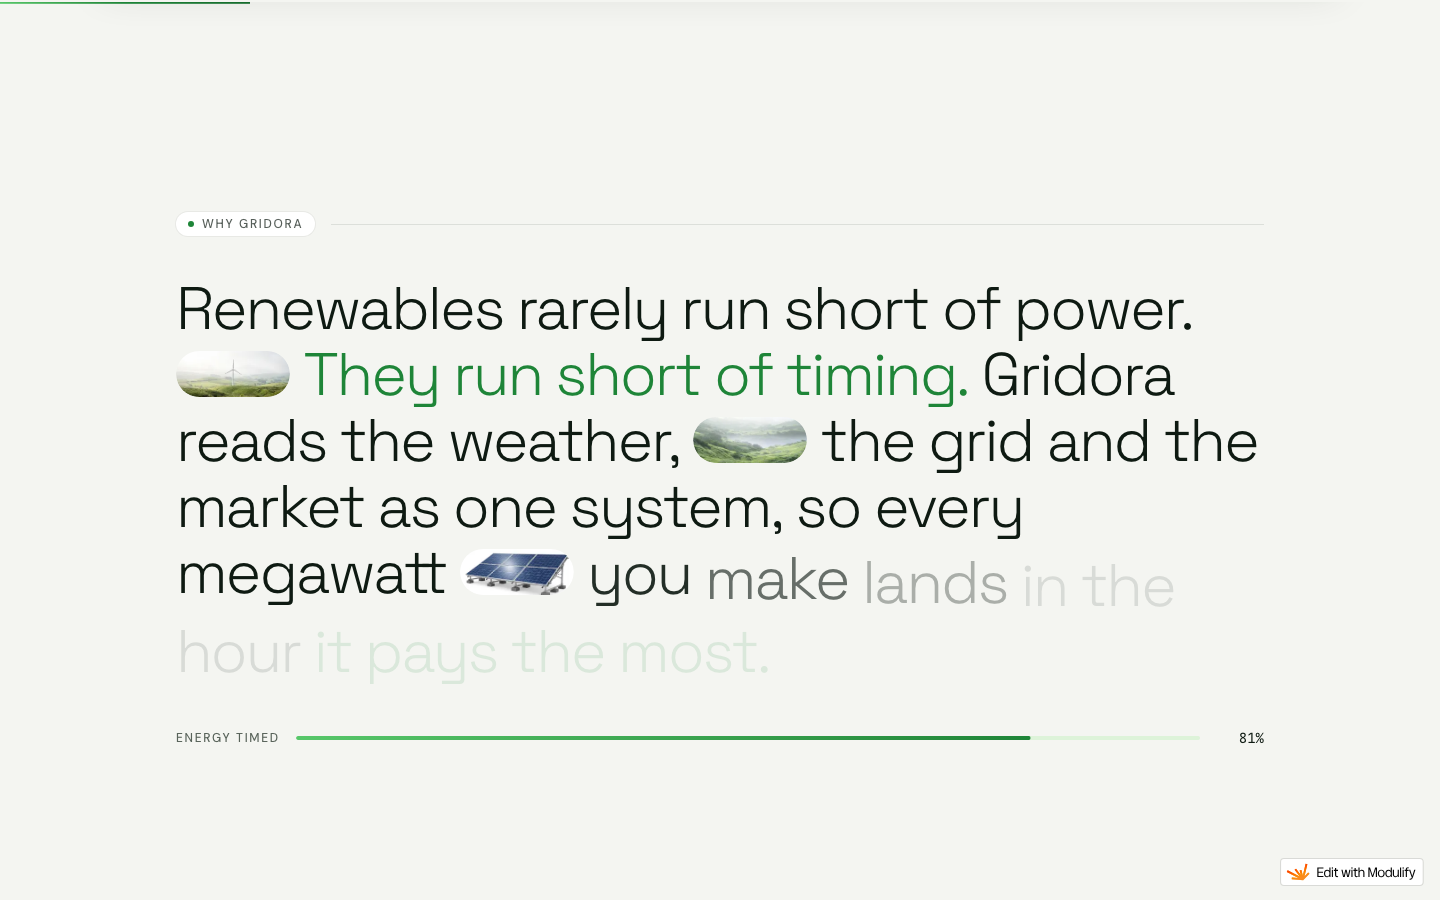 WHY GRIDORA
Renewables rarely run short of power.
They run short of timing. Gridora
reads the weather, the grid and the
market as one system, so every
megawatt you make lands in the
hour it pays the most.
ENERGY TIMED 81%
Edit with Modulify